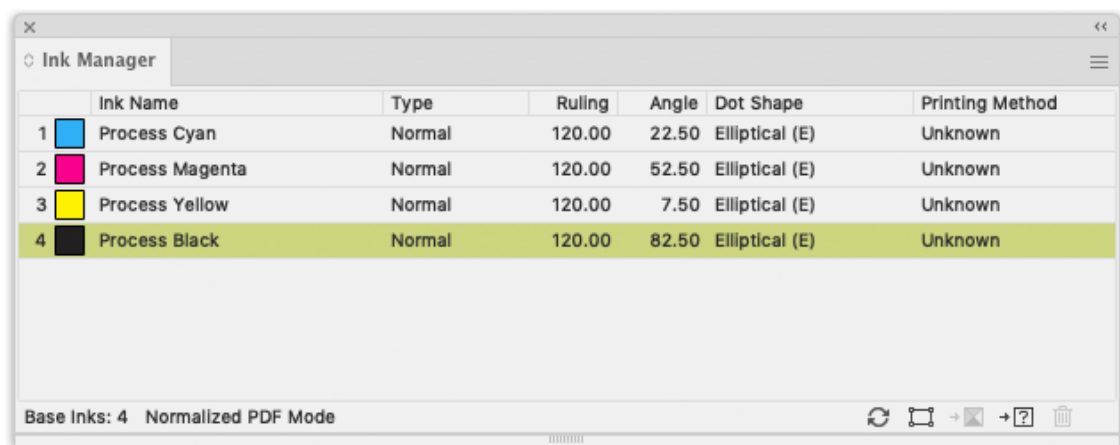 Ink Manager
Ink Name Type Ruling Angle Dot Shape Printing Method
1 Process Cyan Normal 120.00 22.50 Elliptical (E) Unknown
2 Process Magenta Normal 120.00 52.50 Elliptical (E) Unknown
3 Process Yellow Normal 120.00 7.50 Elliptical (E) Unknown
4 Process Black Normal 120.00 82.50 Elliptical (E) Unknown
Base Inks: 4 Normalized PDF Mode